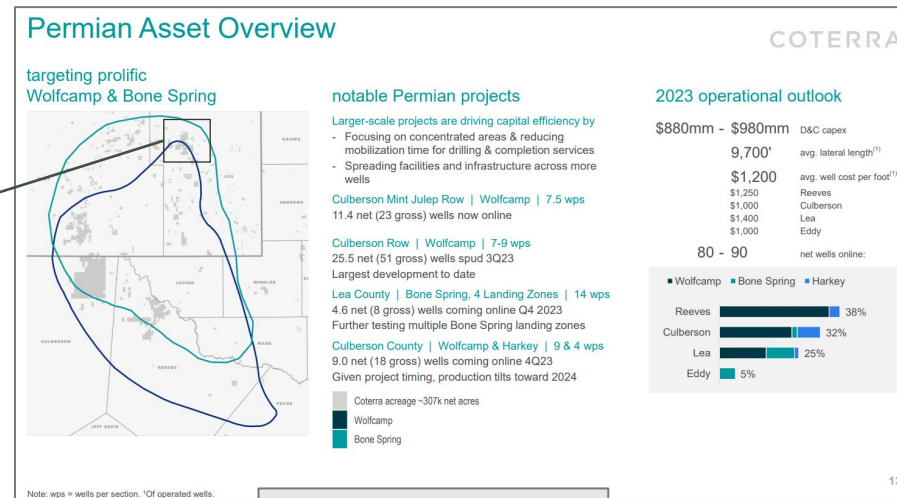 Permian Asset Overview
COTERRA
targeting prolific
Wolfcamp & Bone Spring
GAINES
LEA
ANDREWS
LOVING
WINKLER
CULBERSON
WARD
REEVES
PECOS
JEFF DAVIS
notable Permian projects
Larger-scale projects are driving capital efficiency by
- Focusing on concentrated areas & reducing
mobilization time for drilling & completion services
- Spreading facilities and infrastructure across more
wells
Culberson Mint Julep Row | Wolfcamp | 7.5 wps
11.4 net (23 gross) wells now online
Culberson Row | Wolfcamp | 7-9 wps
25.5 net (51 gross) wells spud 3Q23
Largest development to date
Lea County | Bone Spring, 4 Landing Zones | 14 wps
4.6 net (8 gross) wells coming online Q4 2023
Further testing multiple Bone Spring landing zones
Culberson County | Wolfcamp & Harkey | 9 & 4 wps
9.0 net (18 gross) wells coming online 4Q23
Given project timing, production tilts toward 2024
Coterra acreage ~307k net acres
Wolfcamp
Bone Spring
2023 operational outlook
$880mm - $980mm D&C capex
9,700' avg. lateral length(1)
$1,200 avg. well cost per foot(1)
$1,250 Reeves
$1,000 Culberson
$1,400 Lea
$1,000 Eddy
80 - 90 net wells online:
Wolfcamp Bone Spring Harkey
Reeves 38%
Culberson 32%
Lea 25%
Eddy 5%
Note: wps = wells per section. ¹Of operated wells.